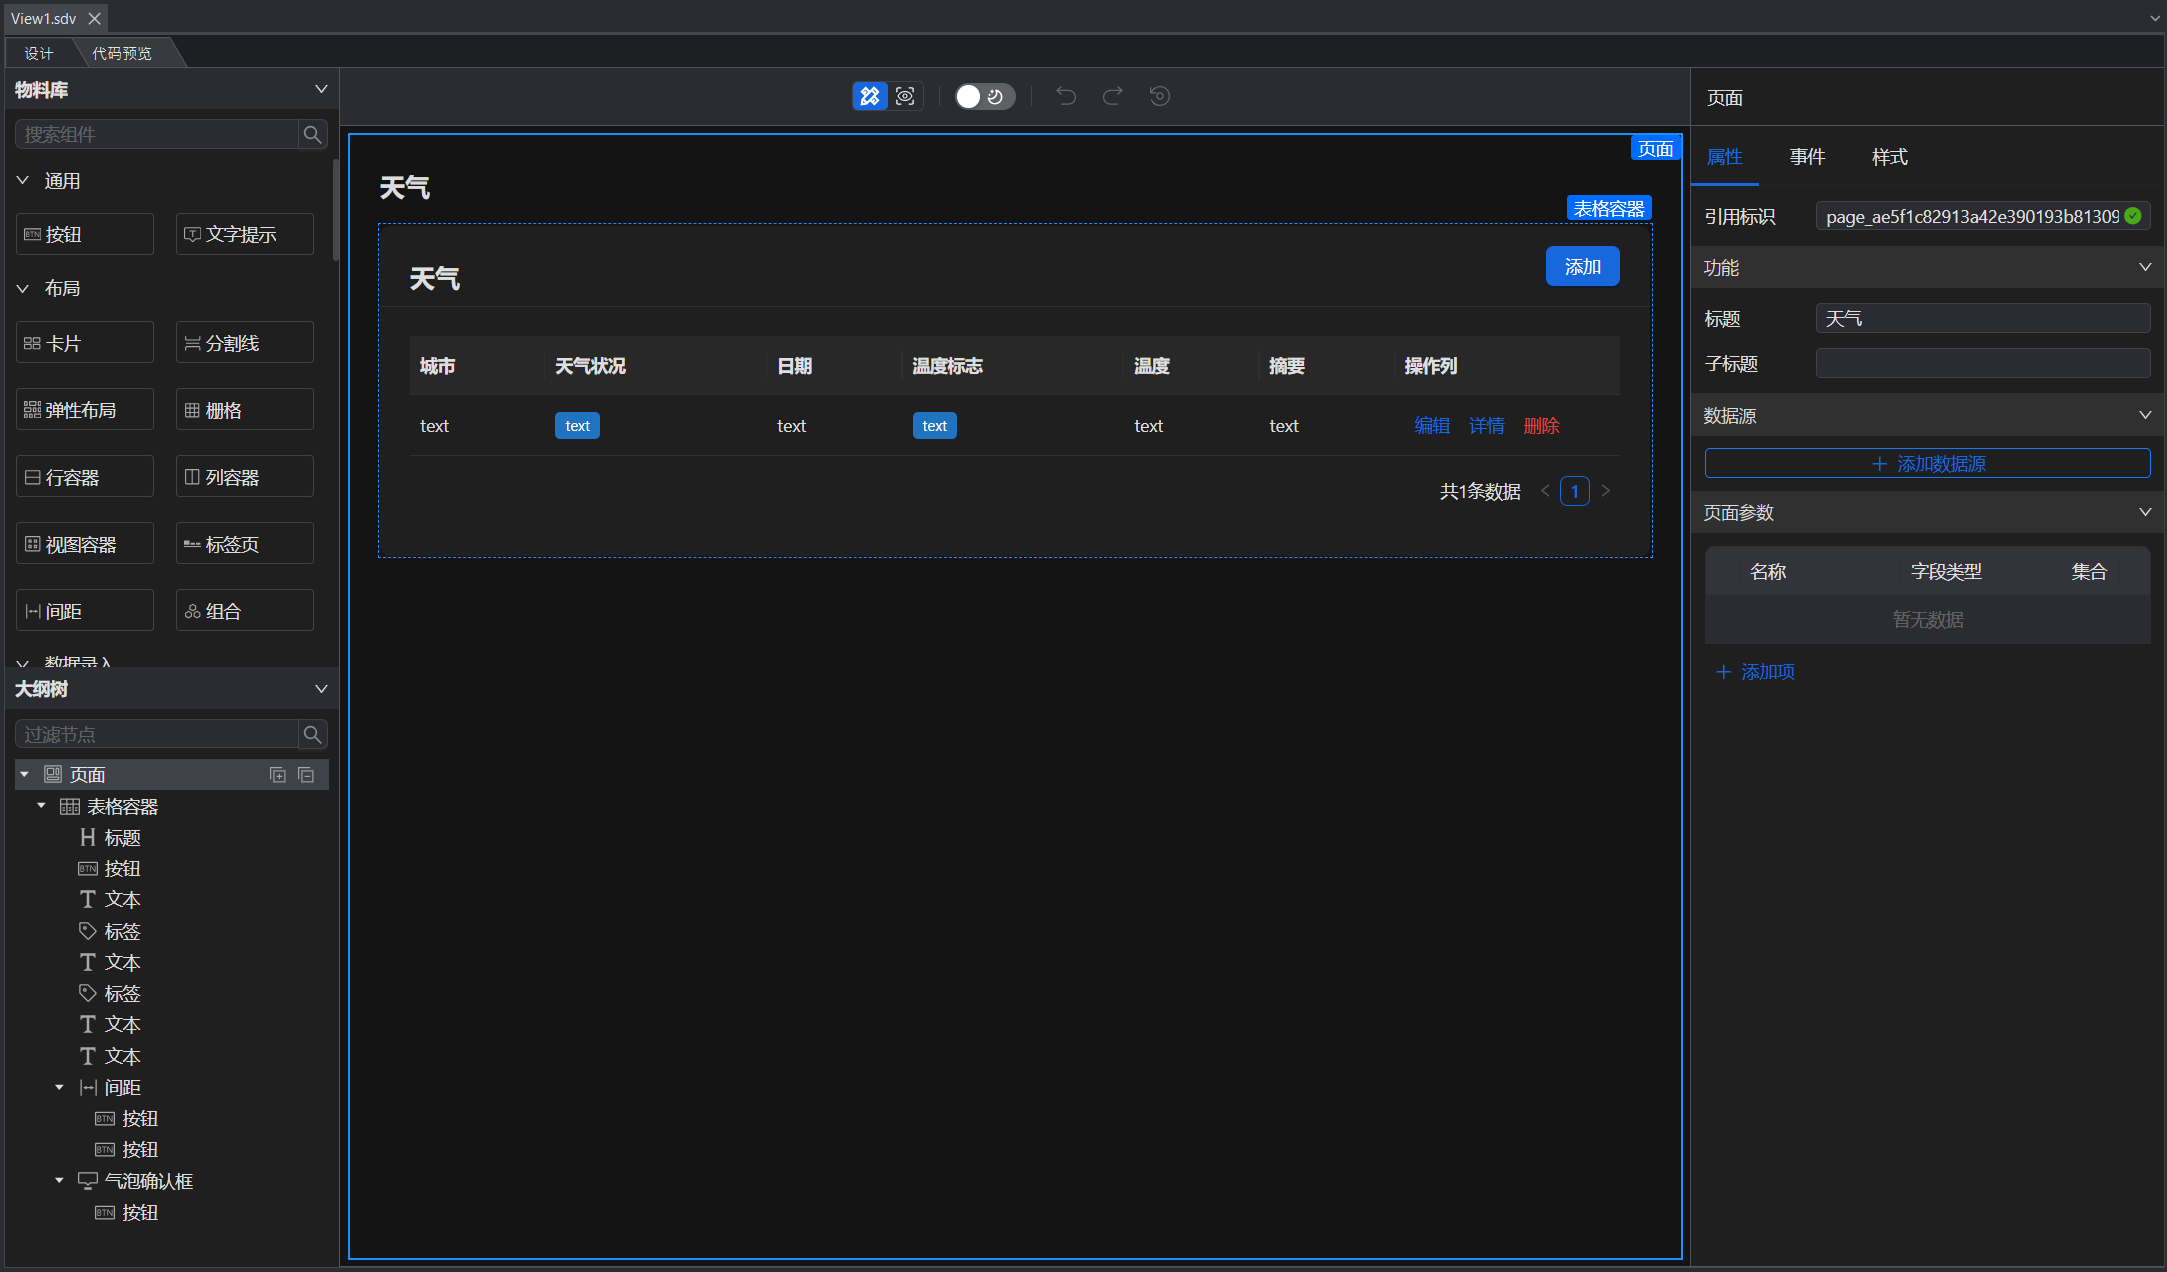 View1.sdv
设计
代码预览
物料库
搜索组件
通用
按钮
文字提示
布局
卡片
分割线
弹性布局
栅格
行容器
列容器
视图容器
标签页
间距
组合
数据录入
大纲树
过滤节点
页面
表格容器
标题
按钮
文本
标签
文本
标签
文本
文本
间距
按钮
按钮
气泡确认框
按钮
页面
天气
表格容器
天气
添加
城市 天气状况 日期 温度标志 温度 摘要 操作列
text text text text text text 编辑 详情 删除
共1条数据 1
页面
属性 事件 样式
引用标识 page_ae5f1c82913a42e390193b81309
功能
标题 天气
子标题
数据源
添加数据源
页面参数
名称 字段类型 集合
暂无数据
添加项